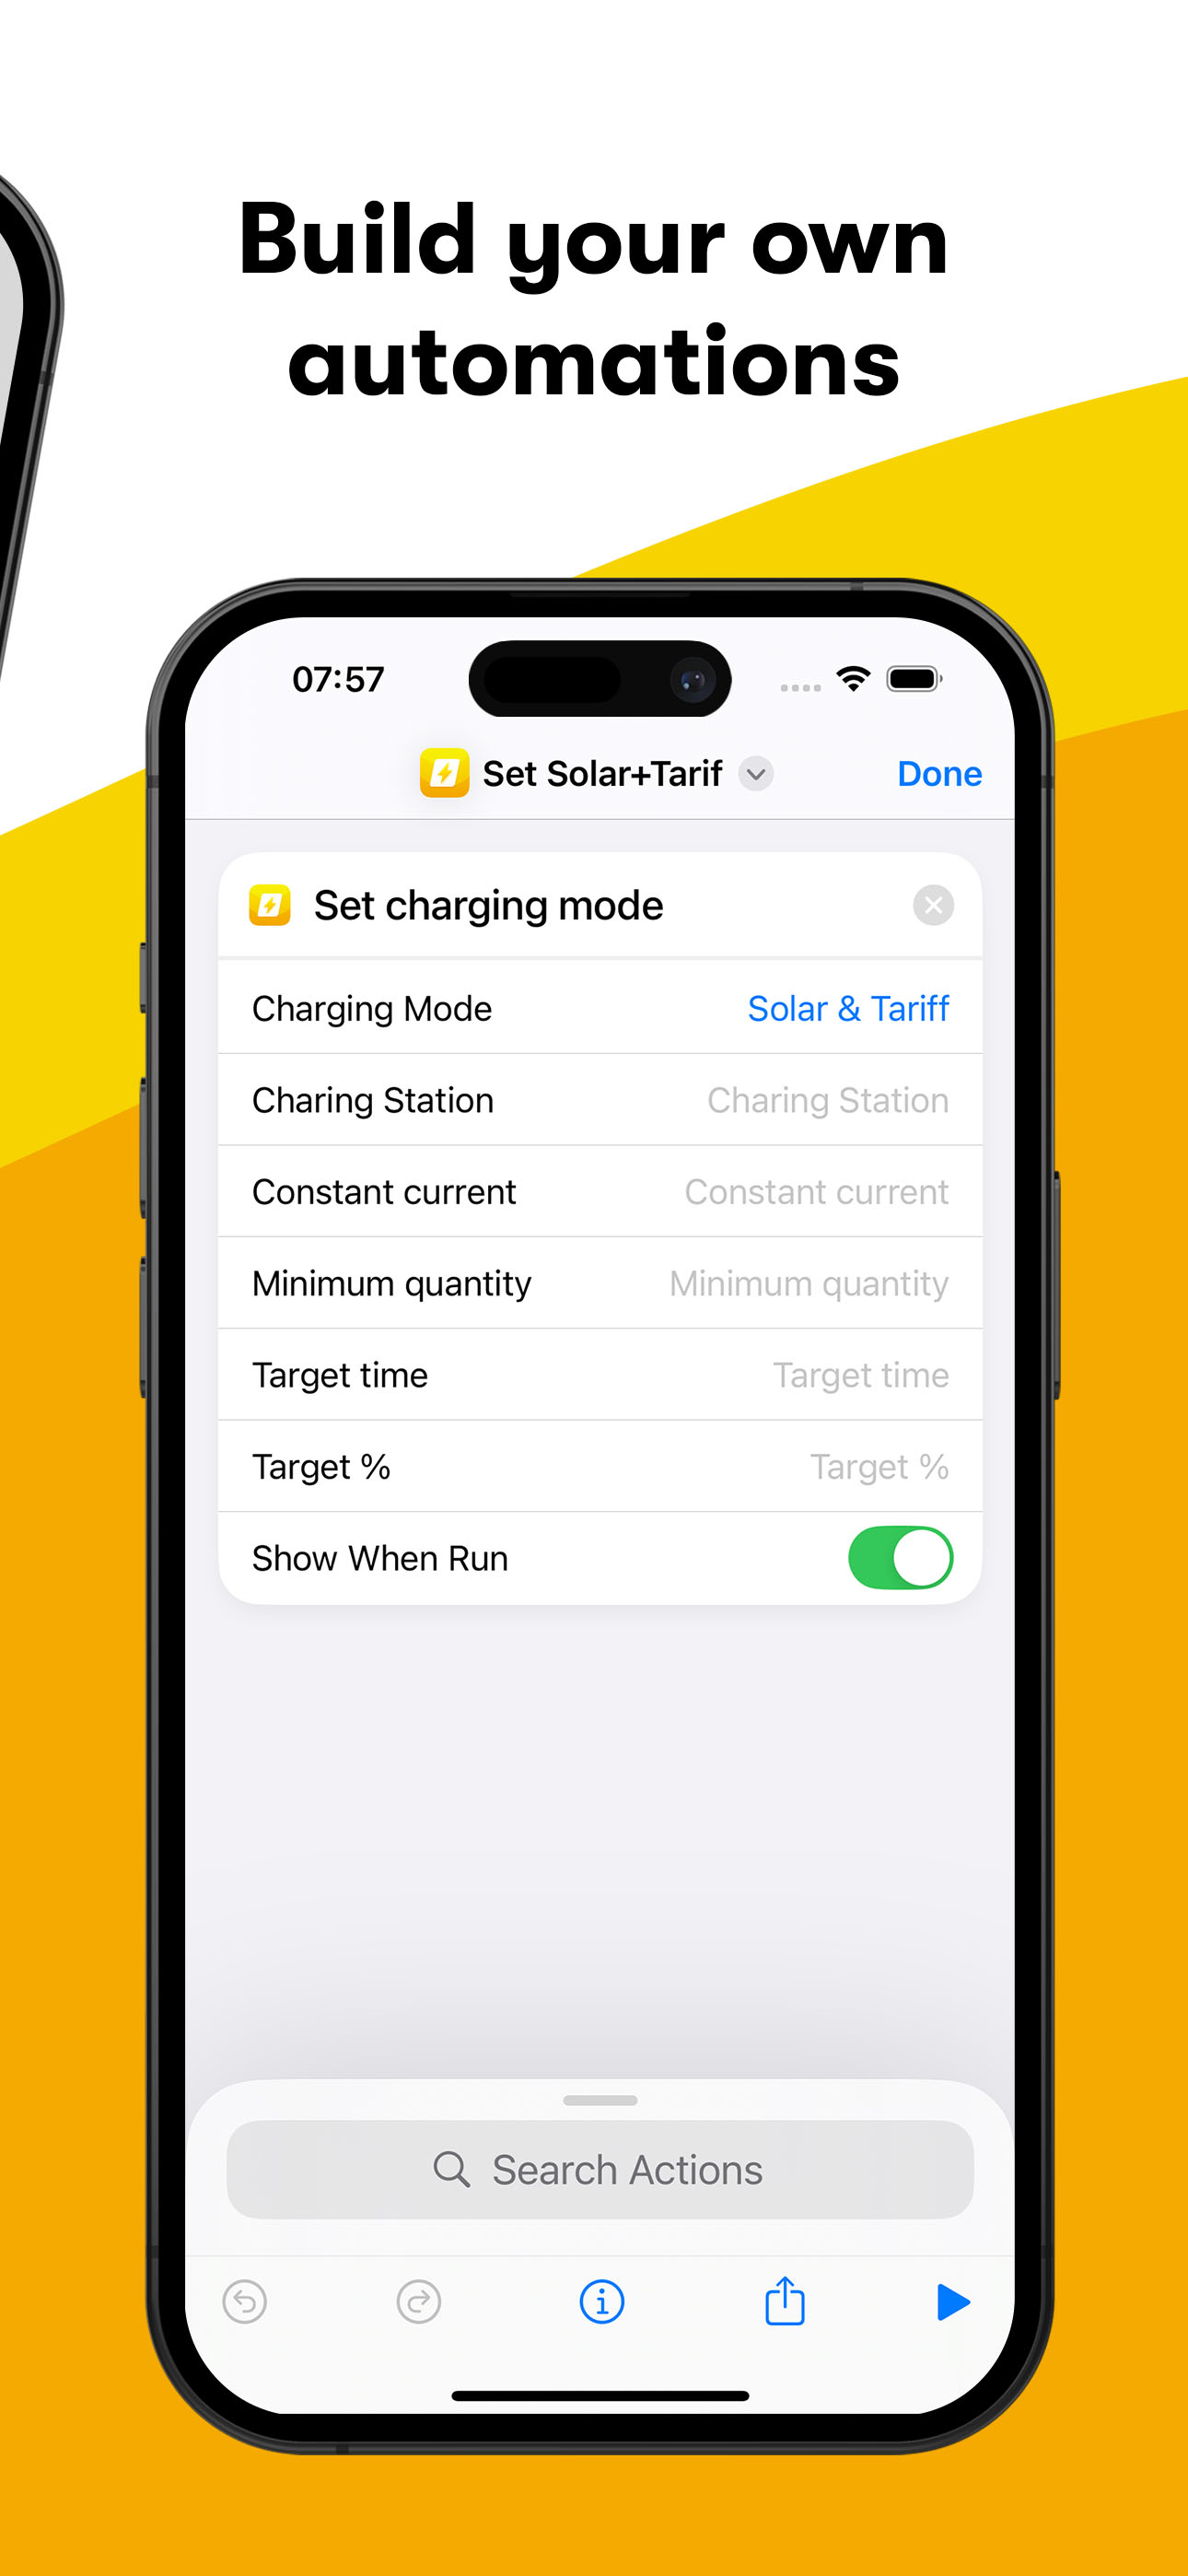 Build your own
automations
07:57
Set Solar+Tarif
Done
Set charging mode
Charging Mode Solar & Tariff
Charing Station Charing Station
Constant current Constant current
Minimum quantity Minimum quantity
Target time Target time
Target % Target %
Show When Run
Search Actions